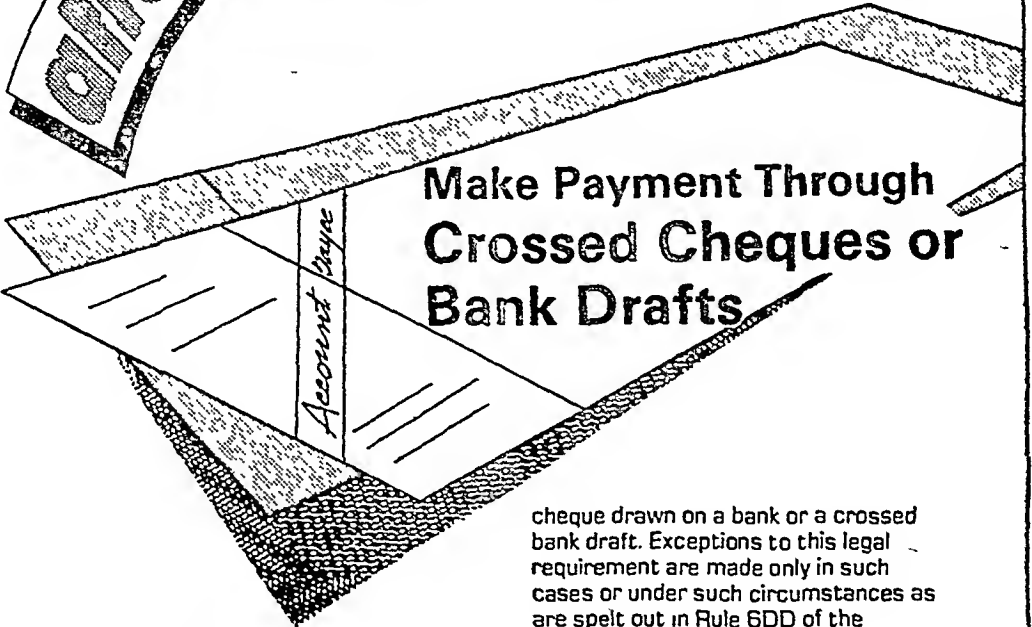 Make Payment Through
Crossed Cheques or
Bank Drafts
Account Payee
cheque drawn on a bank or a crossed
bank draft. Exceptions to this legal
requirement are made only in such
cases or under such circumstances as
are spelt out in Rule 6DD of the